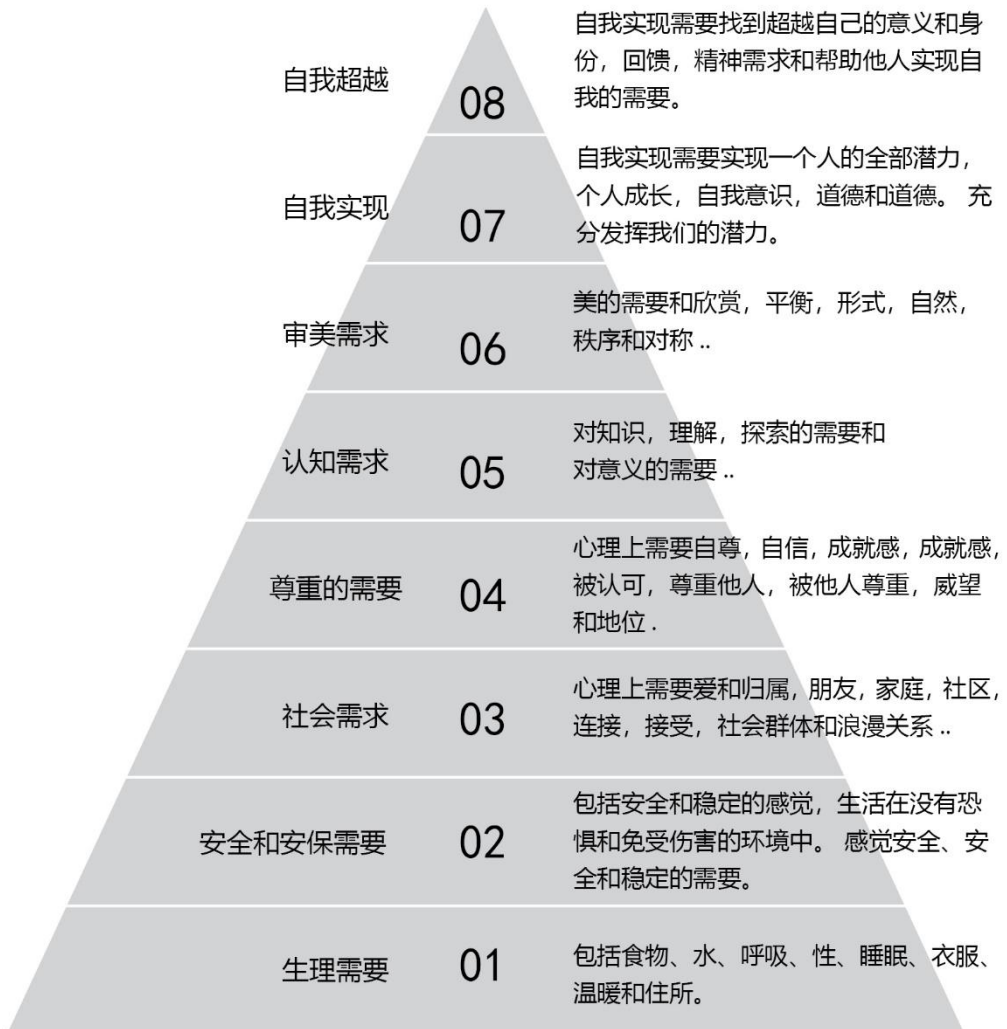 自我超越
08
自我实现需要找到超越自己的意义和身
份，回馈，精神需求和帮助他人实现自
我的需要。
自我实现
07
自我实现需要实现一个人的全部潜力，
个人成长，自我意识，道德和道德。 充
分发挥我们的潜力。
审美需求
06
美的需要和欣赏，平衡，形式，自然，
秩序和对称 ..
认知需求
05
对知识，理解，探索的需要和
对意义的需要 ..
尊重的需要
04
心理上需要自尊，自信，成就感，成就感，
被认可，尊重他人，被他人尊重，威望
和地位 .
社会需求
03
心理上需要爱和归属，朋友，家庭，社区，
连接，接受，社会群体和浪漫关系 ..
安全和安保需要
02
包括安全和稳定的感觉，生活在没有恐
惧和免受伤害的环境中。 感觉安全、安
全和稳定的需要。
生理需要
01
包括食物、水、呼吸、性、睡眠、衣服、
温暖和住所。